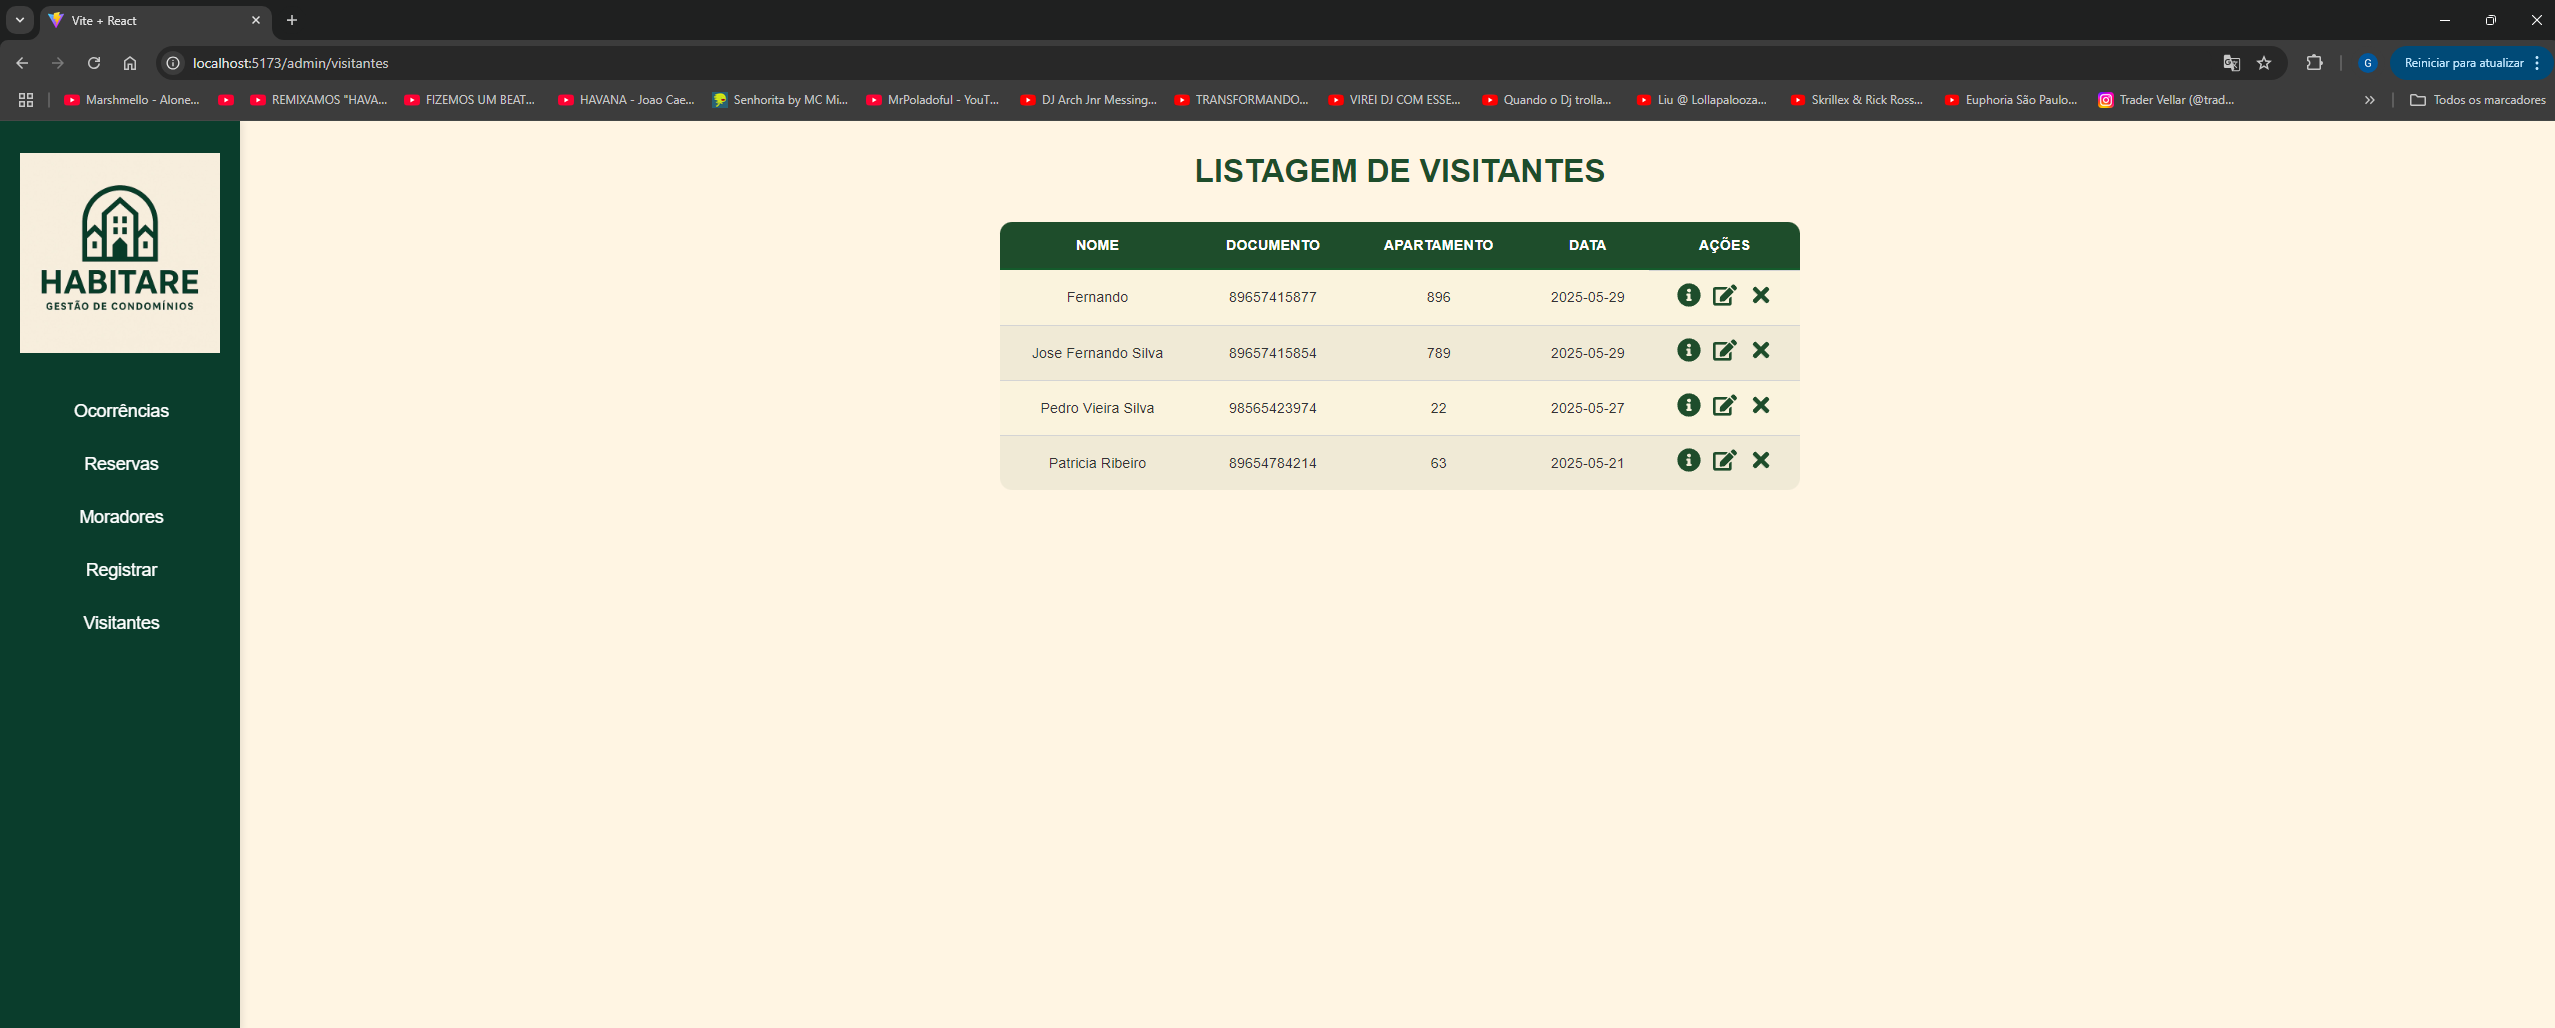 Vite + React
localhost:5173/admin/visitantes
G
Reiniciar para atualizar
Marshmello - Alone...
REMIXAMOS "HAVA...
FIZEMOS UM BEAT...
HAVANA - Joao Cae...
Senhorita by MC Mi...
MrPoladoful - YouT...
DJ Arch Jnr Messing...
TRANSFORMANDO...
VIREI DJ COM ESSE...
Quando o Dj trolla...
Liu @ Lollapalooza...
Skrillex & Rick Ross...
Euphoria São Paulo...
Trader Vellar (@trad...
Todos os marcadores
HABITARE
GESTÃO DE CONDOMÍNIOS
Ocorrências
Reservas
Moradores
Registrar
Visitantes
LISTAGEM DE VISITANTES
NOME DOCUMENTO APARTAMENTO DATA AÇÕES
Fernando 89657415877 896 2025-05-29
Jose Fernando Silva 89657415854 789 2025-05-29
Pedro Vieira Silva 98565423974 22 2025-05-27
Patricia Ribeiro 89654784214 63 2025-05-21